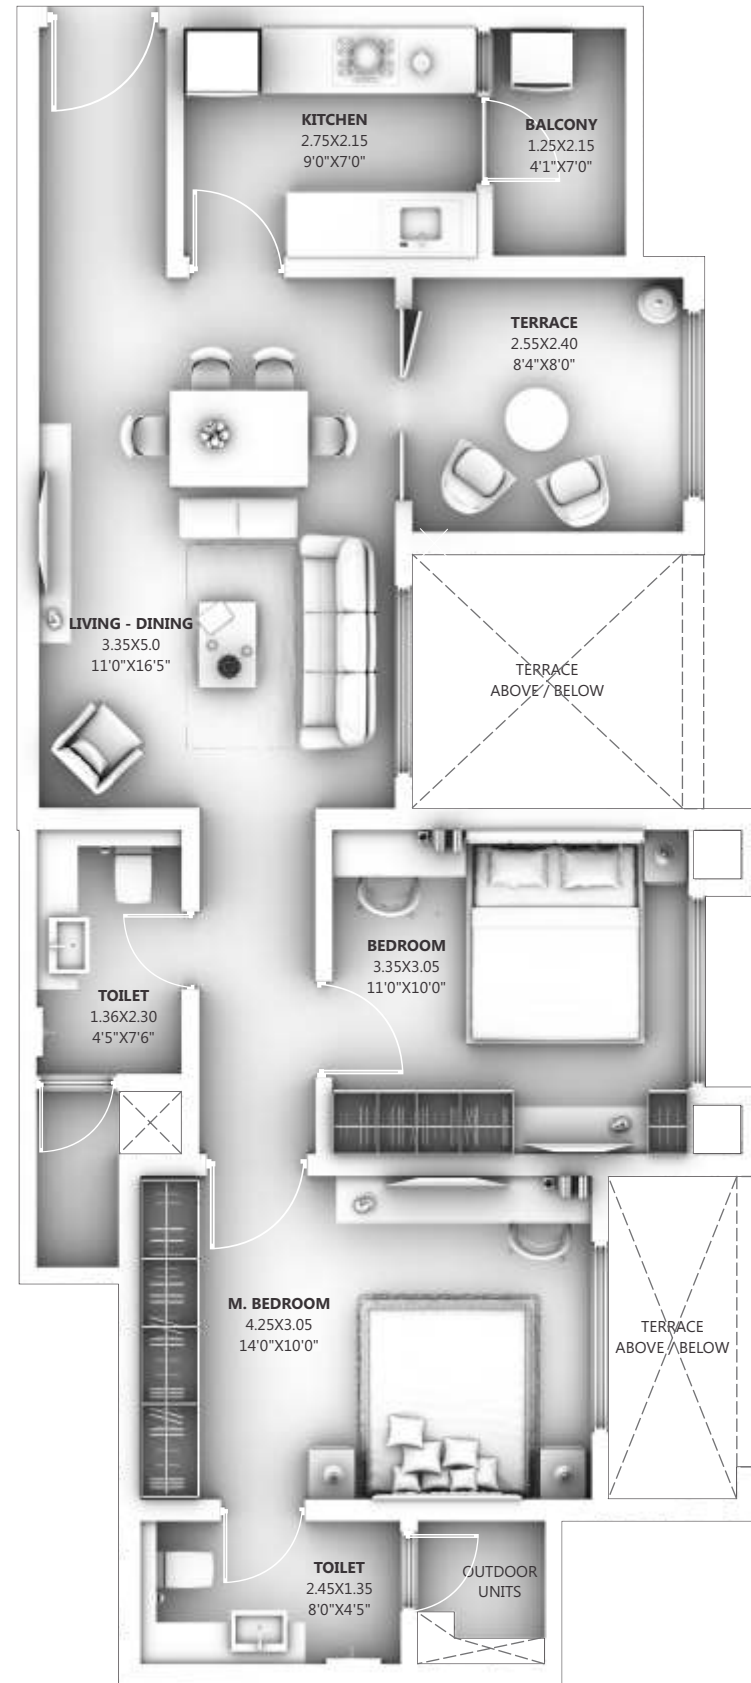 KITCHEN
2.75X2.15
9'0"X7'0"
BALCONY
1.25X2.15
4'1"X7'0"
TERRACE
2.55X2.40
8'4"X8'0"
LIVING - DINING
3.35X5.0
11'0"X16'5"
TERRACE
ABOVE / BELOW
BEDROOM
3.35X3.05
11'0"X10'0"
TOILET
1.36X2.30
4'5"X7'6"
M. BEDROOM
4.25X3.05
14'0"X10'0"
TERRACE
ABOVE / BELOW
TOILET
2.45X1.35
8'0"X4'5"
OUTDOOR
UNITS